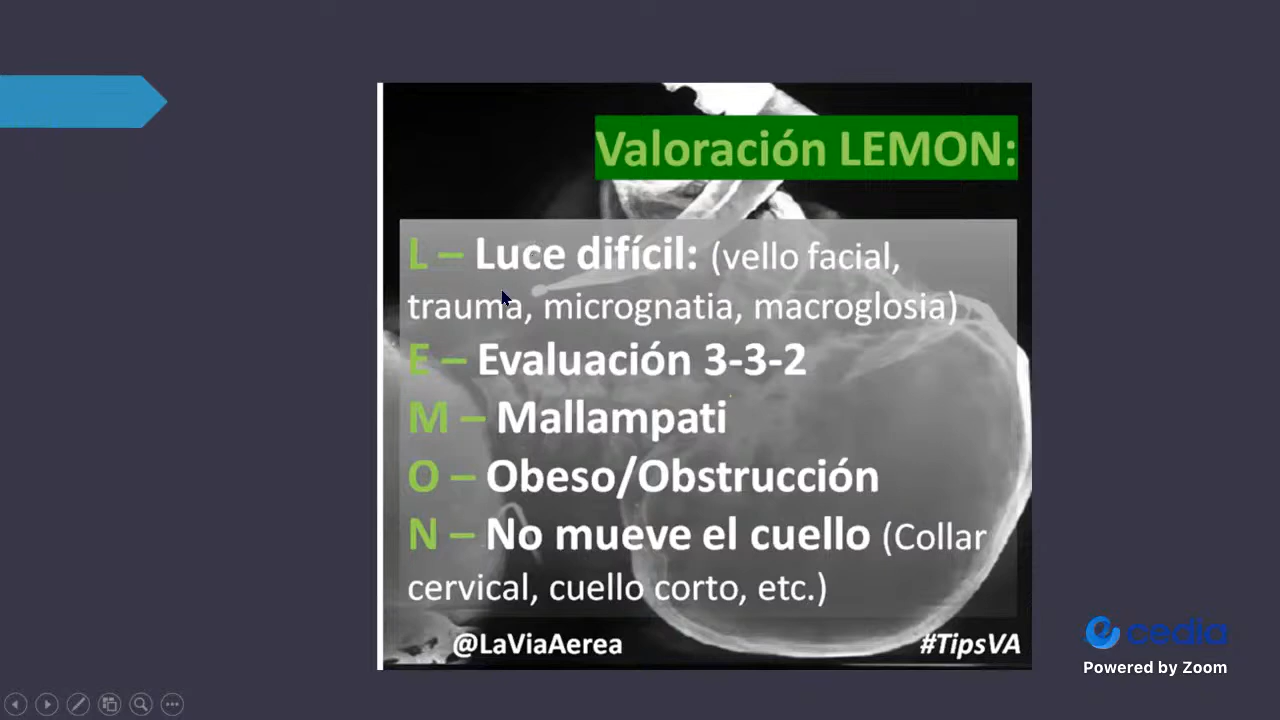 Valoración LEMON:
L – Luce difícil: (vello facial,
trauma, micrognatia, macroglosia)
E – Evaluación 3-3-2
M – Mallampati
O – Obeso/Obstrucción
N – No mueve el cuello (Collar
cervical, cuello corto, etc.)
@LaViaAerea #TipsVA
cedia
Powered by Zoom